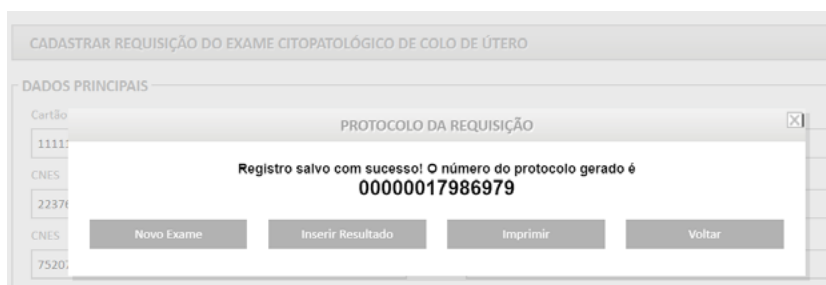 CADASTRAR REQUISIÇÃO DO EXAME CITOPATOLÓGICO DE COLO DE ÚTERO
DADOS PRINCIPAIS
Cartão
PROTOCOLO DA REQUISIÇÃO
X
Registro salvo com sucesso! O número do protocolo gerado é
00000017986979
CNES
CNES
Novo Exame Inserir Resultado Imprimir Voltar